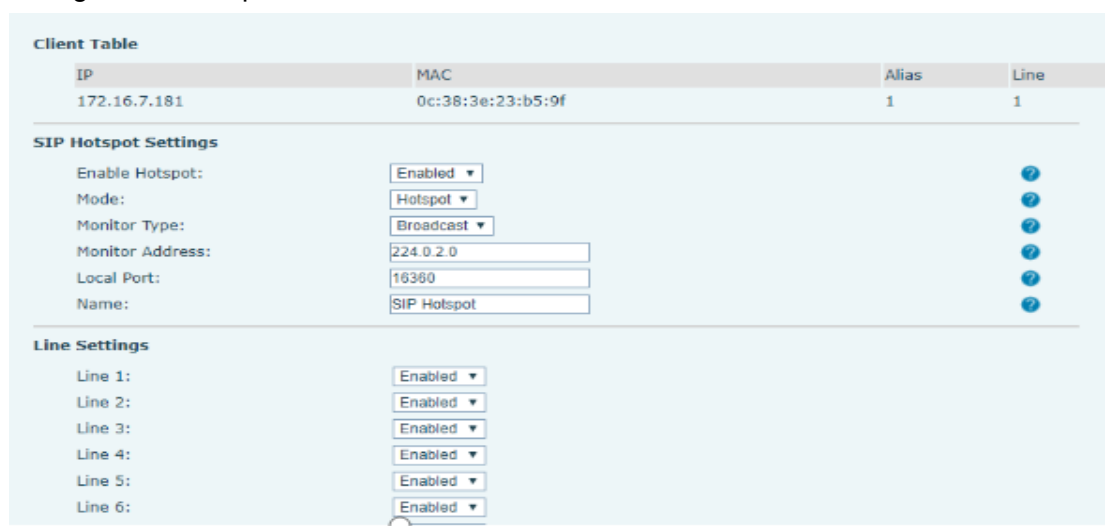 Client Table
IP MAC Alias Line
172.16.7.181 0c:38:3e:23:b5:9f 1 1
SIP Hotspot Settings
Enable Hotspot: Enabled
Mode: Hotspot
Monitor Type: Broadcast
Monitor Address: 224.0.2.0
Local Port: 16360
Name: SIP Hotspot
Line Settings
Line 1: Enabled
Line 2: Enabled
Line 3: Enabled
Line 4: Enabled
Line 5: Enabled
Line 6: Enabled